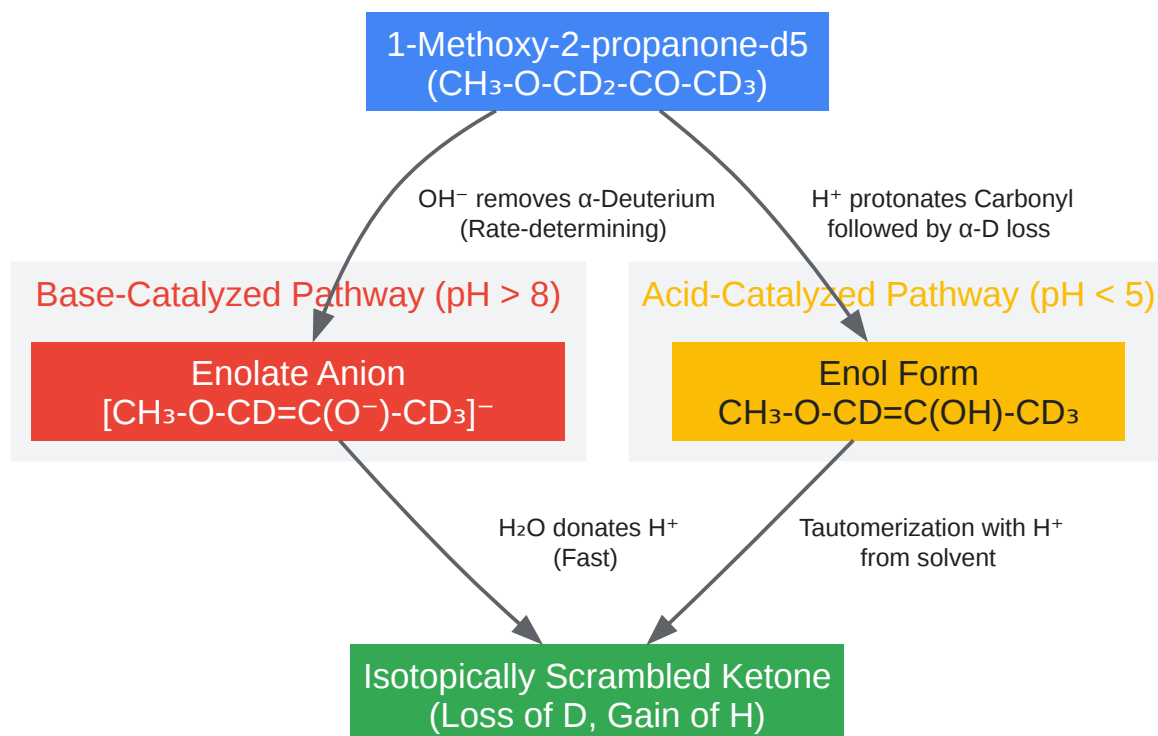 1-Methoxy-2-propanone-d5
(CH₃-O-CD₂-CO-CD₃)
OH⁻ removes α-Deuterium
(Rate-determining)
H⁺ protonates Carbonyl
followed by α-D loss
Base-Catalyzed Pathway (pH > 8)
Acid-Catalyzed Pathway (pH < 5)
Enolate Anion
[CH₃-O-CD=C(O⁻)-CD₃]⁻
Enol Form
CH₃-O-CD=C(OH)-CD₃
H₂O donates H⁺
(Fast)
Tautomerization with H⁺
from solvent
Isotopically Scrambled Ketone
(Loss of D, Gain of H)